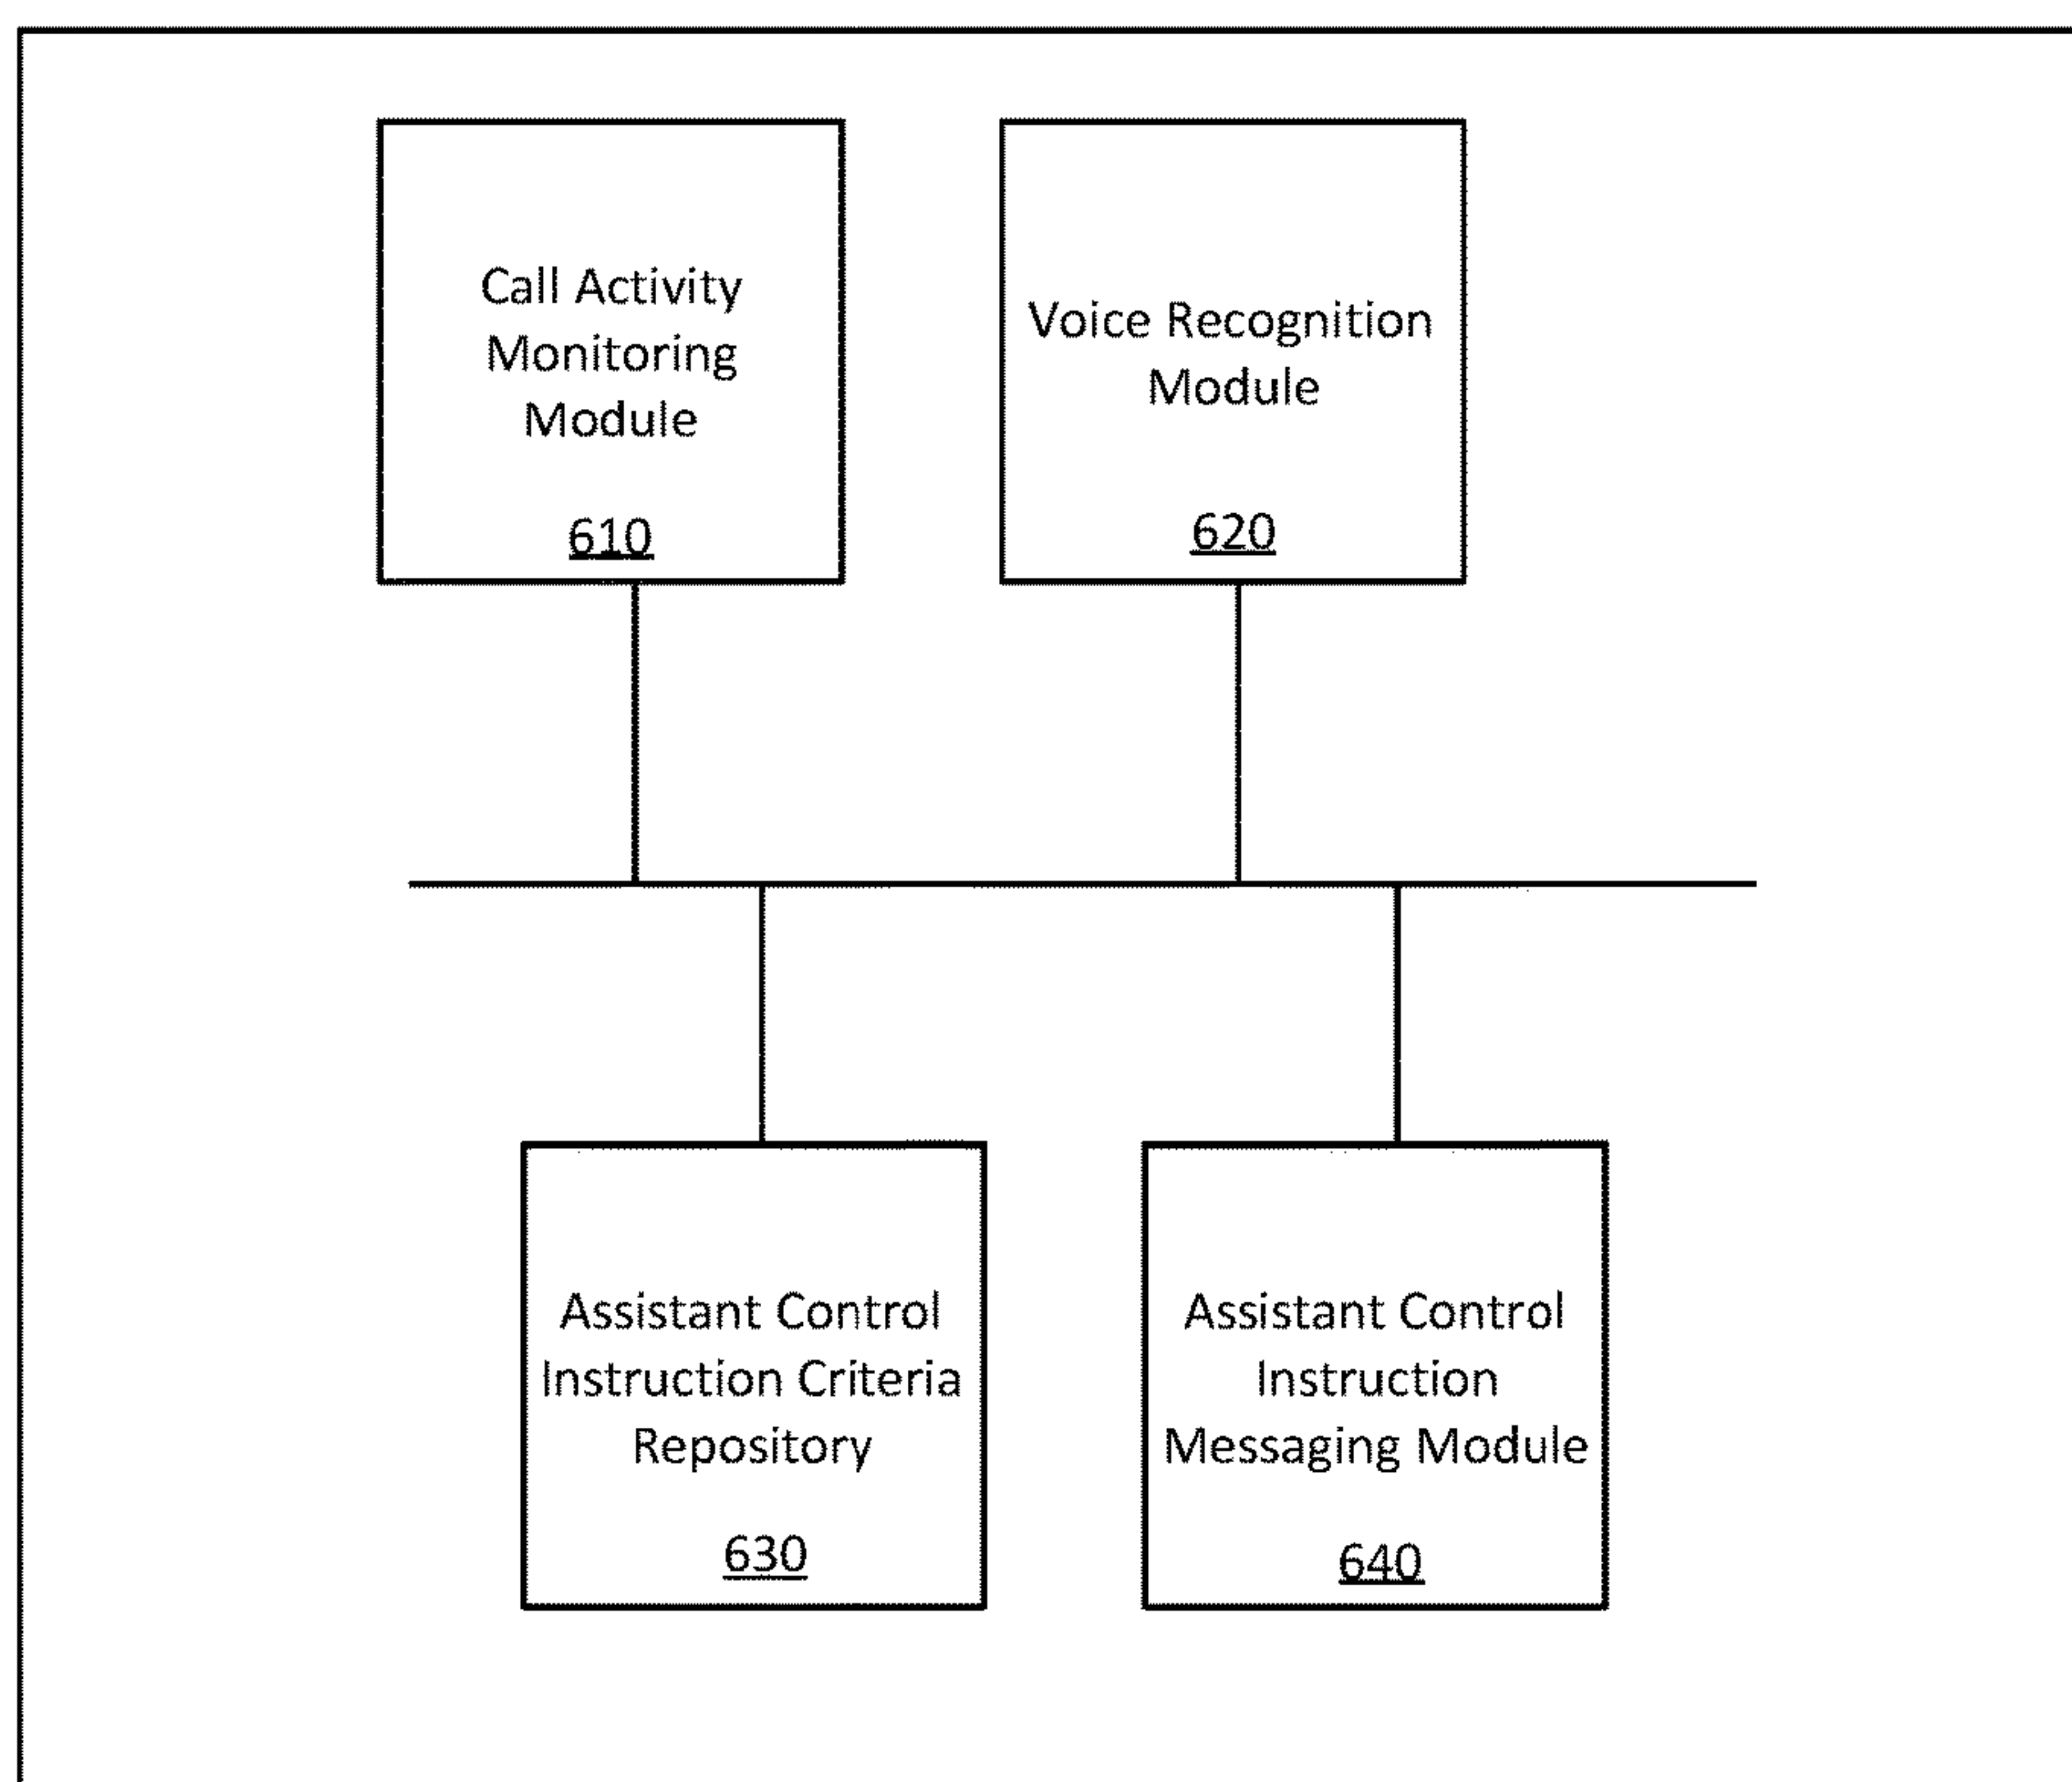 Call Activity
Monitoring
Module
610
Voice Recognition
Module
620
Assistant Control
Instruction Criteria
Repository
630
Assistant Control
Instruction
Messaging Module
640